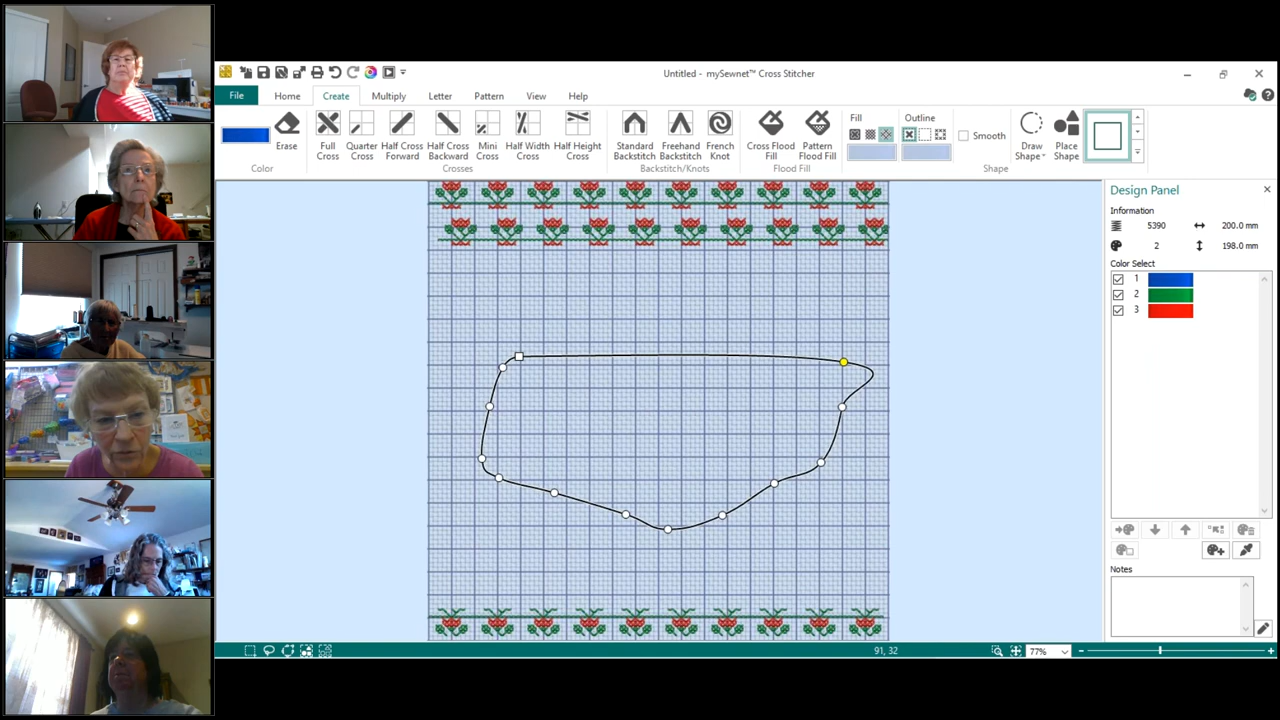 Untitled - mySewnet™ Cross Stitcher
File Home Create Multiply Letter Pattern View Help
Erase
Full Cross
Quarter Cross
Half Cross Forward
Half Cross Backward
Mini Cross
Half Width Cross
Half Height Cross
Standard Backstitch
Freehand Backstitch
French Knot
Cross Flood Fill
Pattern Flood Fill
Fill
Outline
Smooth
Draw Shape
Place Shape
Color
Crosses
Backstitch/Knots
Flood Fill
Shape
Design Panel
Information
5390 200.0 mm
2 198.0 mm
Color Select
1
2
3
Notes
91, 32
77%